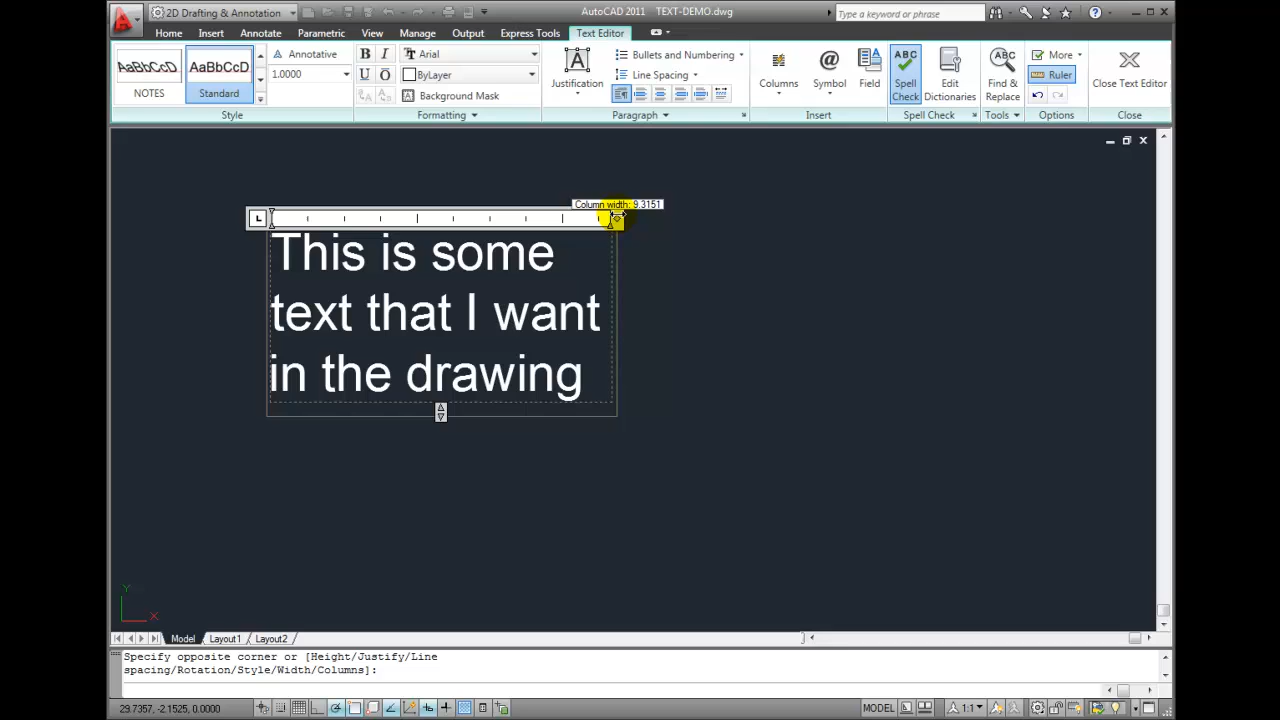 2D Drafting & Annotation
AutoCAD 2011 TEXT-DEMO.dwg
Type a keyword or phrase
Home Insert Annotate Parametric View Manage Output Express Tools Text Editor
AaBbCcD AaBbCcD
NOTES Standard
Annotative
1.0000
Style
B I Arial
U O ByLayer
Background Mask
Formatting
Justification
Bullets and Numbering
Line Spacing
Paragraph
Columns Symbol Field
@
Insert
ABC
Spell Check
Edit Dictionaries
Spell Check
ABC
Find & Replace
Tools
More
Ruler
Options
Close Text Editor
Close
Column width: 9.3151
L
This is some
text that I want
in the drawing
Y
X
Model Layout1 Layout2
Specify opposite corner or [Height/Justify/Line
spacing/Rotation/Style/Width/Columns]:
29.7357, -2.1525, 0.0000
MODEL 1:1